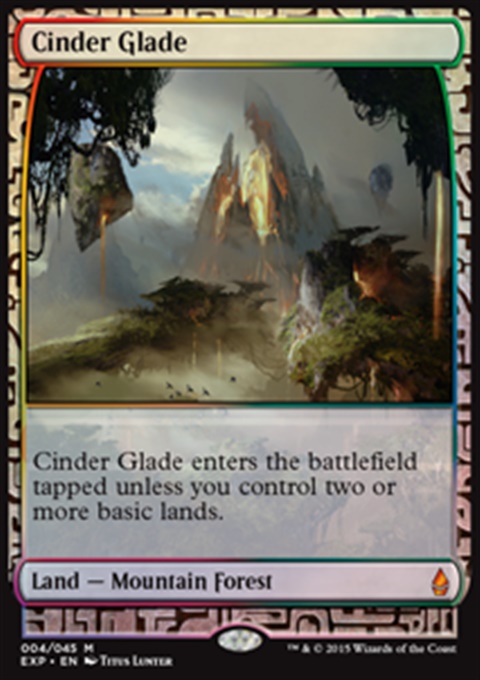 Cinder Glade
Cinder Glade enters the battlefield
tapped unless you control two or
more basic lands.
Land — Mountain Forest
004/045 M
EXP • EN Titus Lunter
™ & © 2015 Wizards of the Coast